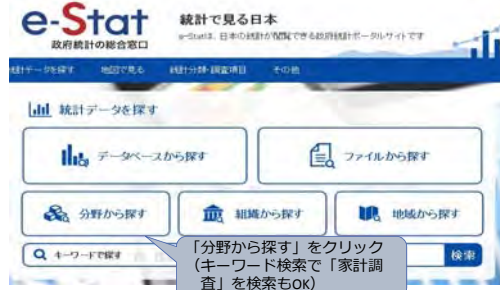 e-Stat
政府統計の総合窓口
統計で見る日本
e-Statは、日本の統計が閲覧できる政府統計ポータルサイトです
統計データを探す 地図で見る 統計分類・調査項目 その他
統計データを探す
データベースから探す
ファイルから探す
分野から探す
組織から探す
地域から探す
キーワードで探す
検索
「分野から探す」をクリック
(キーワード検索で「家計調
査」を検索もOK)